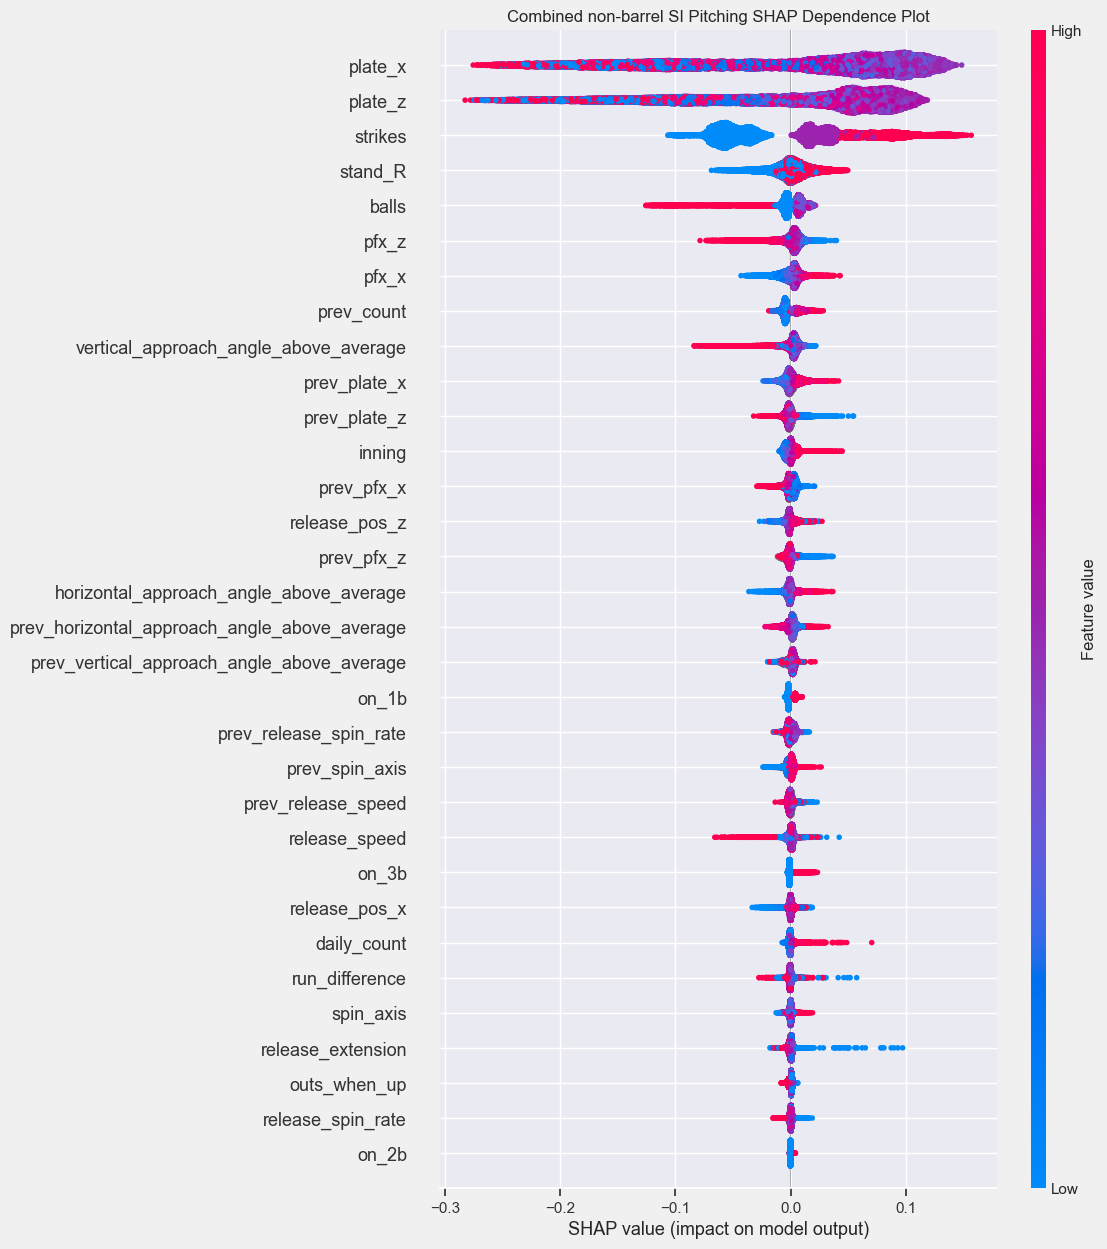 Combined non-barrel SI Pitching SHAP Dependence Plot
High
plate_x
plate_z
strikes
stand_R
balls
pfx_z
pfx_x
prev_count
vertical_approach_angle_above_average
prev_plate_x
prev_plate_z
inning
prev_pfx_x
release_pos_z
prev_pfx_z
horizontal_approach_angle_above_average
prev_horizontal_approach_angle_above_average
prev_vertical_approach_angle_above_average
on_1b
prev_release_spin_rate
prev_spin_axis
prev_release_speed
release_speed
on_3b
release_pos_x
daily_count
run_difference
spin_axis
release_extension
outs_when_up
release_spin_rate
on_2b
Feature value
Low
−0.3 −0.2 −0.1 0.0 0.1
SHAP value (impact on model output)